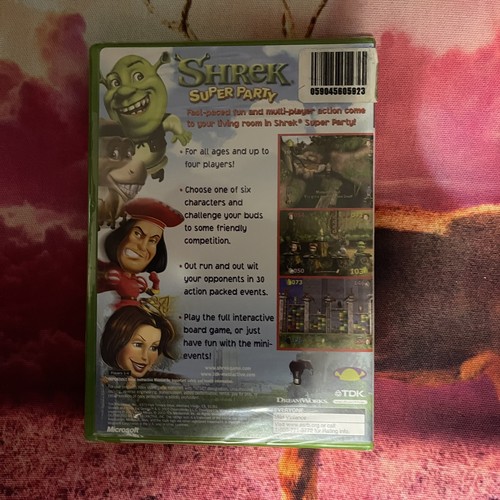 SHREK
SUPER PARTY
059045605923
Fast-paced fun and multi-player action come
to your living room in Shrek® Super Party!
• For all ages and up to
four players!
• Choose one of six
characters and
challenge your buds
to some friendly
competition.
• Out run and out wit
your opponents in 30
action packed events.
• Play the full interactive
board game, or just
have fun with the mini-
events!
DREAMWORKS
TDK
EVERYONE
Microsoft